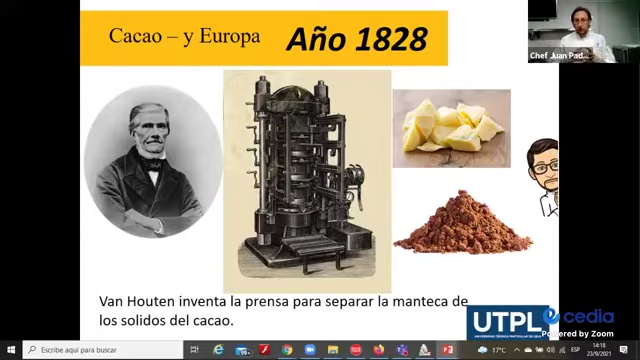 Cacao – y Europa
Año 1828
Chef Juan Pad...
Van Houten inventa la prensa para separar la manteca de
los solidos del cacao.
UTPL
cedia
Powered by Zoom
Escribe aquí para buscar
99+
17°C
ESP
14:18
23/9/2021